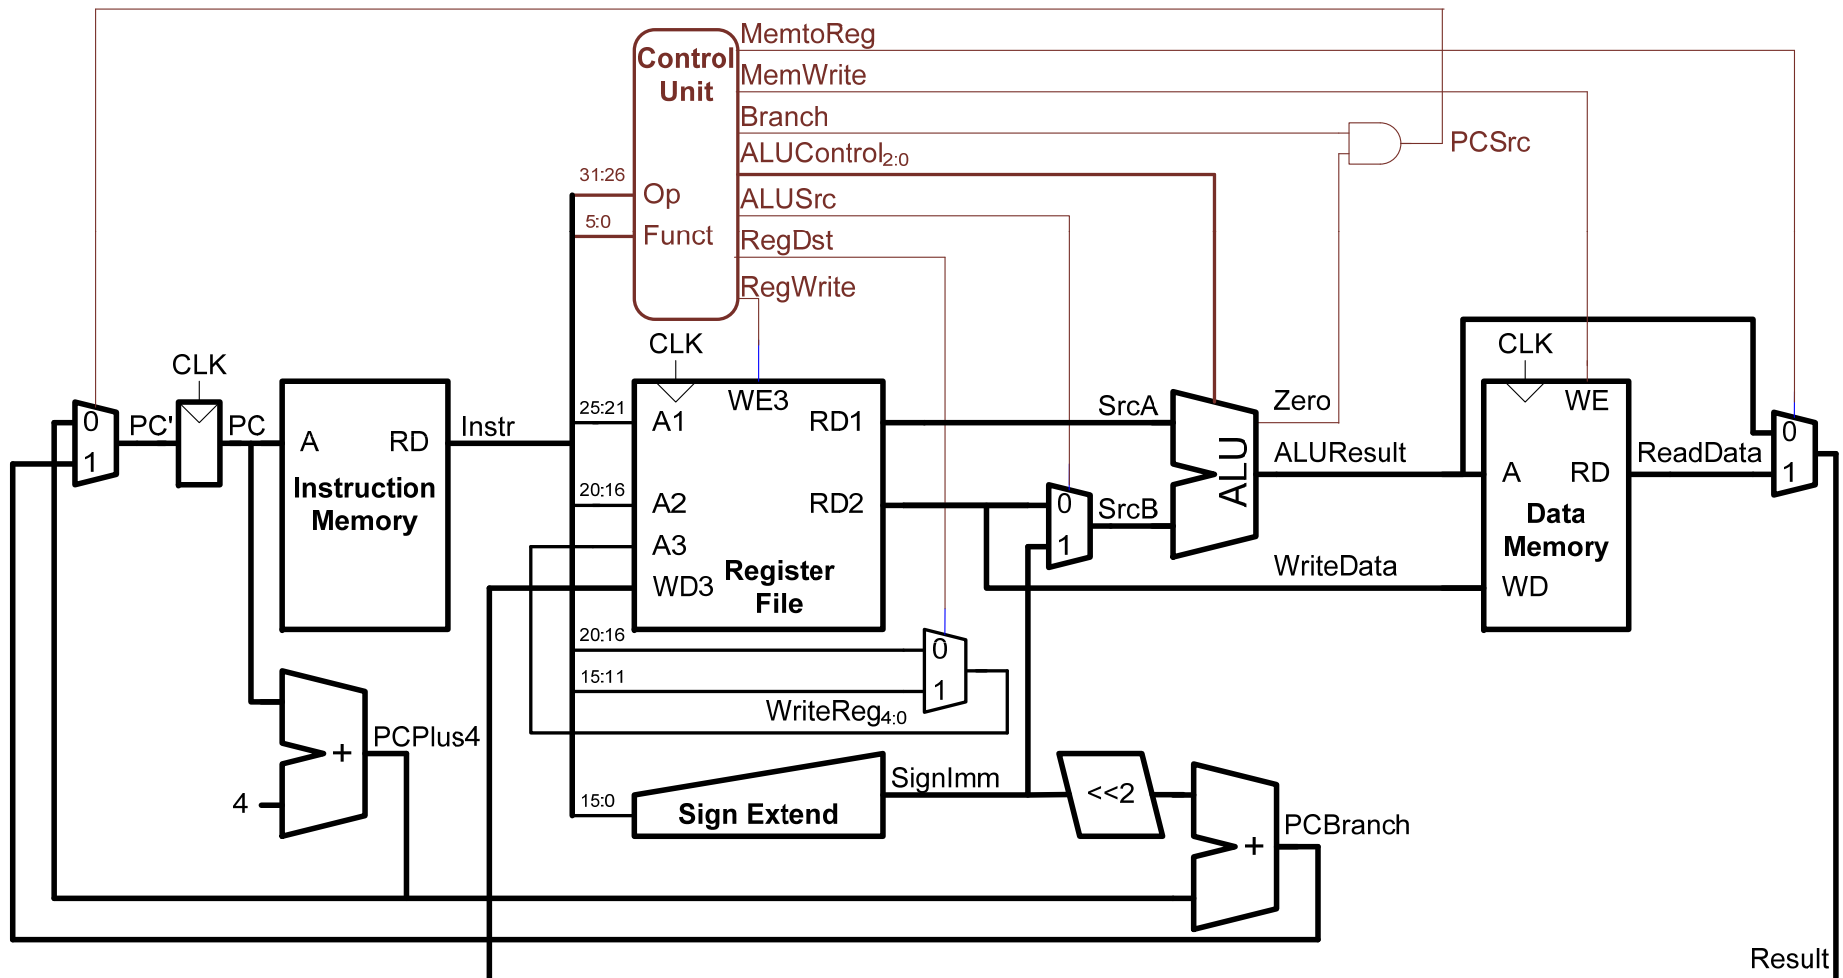 MemtoReg
Control
Unit
MemWrite
Branch
ALUControl2:0
PCSrc
31:26
Op
ALUSrc
5:0
Funct
RegDst
RegWrite
CLK
CLK
CLK
0
1
PC'
PC
A
RD
Instruction
Memory
Instr
25:21
A1
WE3
RD1
20:16
A2
RD2
A3
WD3
Register
File
SrcA
0
1
SrcB
ALU
Zero
ALUResult
WriteData
WE
A
RD
Data
Memory
WD
ReadData
0
1
20:16
0
15:11
1
WriteReg4:0
PCPlus4
+
4
15:0
Sign Extend
SignImm
<<2
+
PCBranch
Result